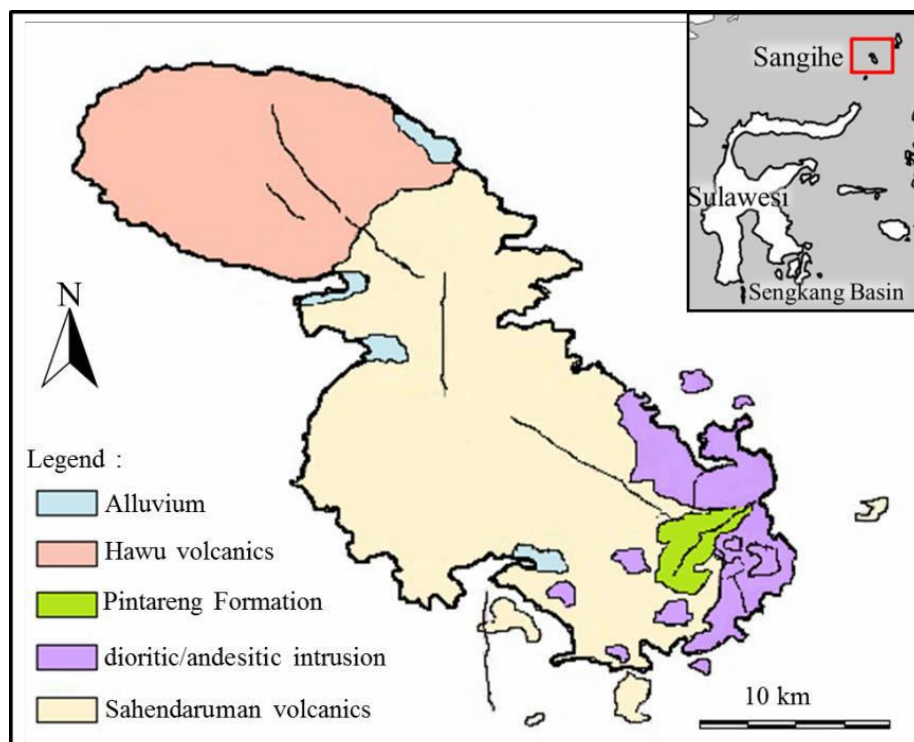 Sangihe
Sulawesi
Sengkang Basin
N
Legend :
Alluvium
Hawu volcanics
Pintareng Formation
dioritic/andesitic intrusion
Sahendaruman volcanics
10 km